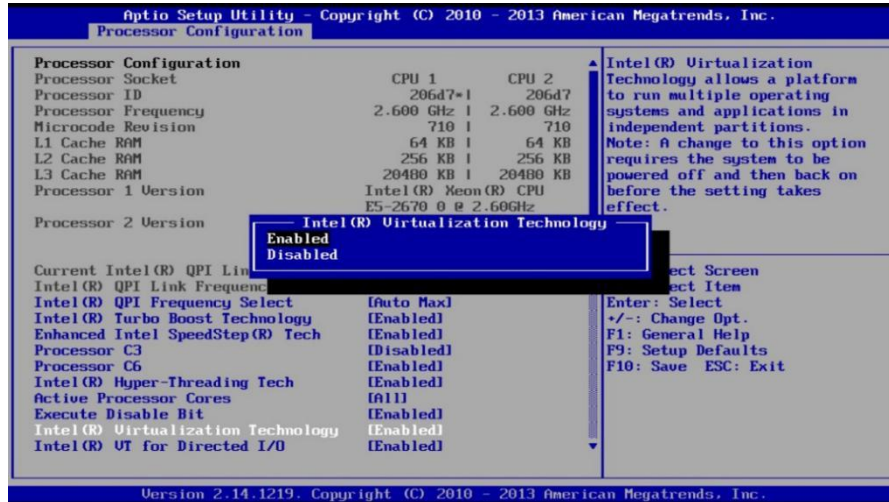 Aptio Setup Utility - Copyright (C) 2010 - 2013 American Megatrends, Inc.
Processor Configuration
Processor Configuration
Processor Socket CPU 1 CPU 2
Processor ID 206d7*| 206d7
Processor Frequency 2.600 GHz | 2.600 GHz
Microcode Revision 710 | 710
L1 Cache RAM 64 KB | 64 KB
L2 Cache RAM 256 KB | 256 KB
L3 Cache RAM 20480 KB | 20480 KB
Processor 1 Version Intel(R) Xeon(R) CPU
E5-2670 0 @ 2.60GHz
Processor 2 Version
Intel(R) Virtualization Technology
Enabled
Disabled
Current Intel(R) QPI Lin
Intel(R) QPI Link Frequenc
Intel(R) QPI Frequency Select [Auto Max]
Intel(R) Turbo Boost Technology [Enabled]
Enhanced Intel SpeedStep(R) Tech [Enabled]
Processor C3 [Disabled]
Processor C6 [Enabled]
Intel(R) Hyper-Threading Tech [Enabled]
Active Processor Cores [All]
Execute Disable Bit [Enabled]
Intel(R) Virtualization Technology [Enabled]
Intel(R) VT for Directed I/O [Enabled]
Intel(R) Virtualization
Technology allows a platform
to run multiple operating
systems and applications in
independent partitions.
Note: A change to this option
requires the system to be
powered off and then back on
before the setting takes
effect.
ect Screen
ect Item
Enter: Select
+/-: Change Opt.
F1: General Help
F9: Setup Defaults
F10: Save ESC: Exit
Version 2.14.1219. Copyright (C) 2010 - 2013 American Megatrends, Inc.